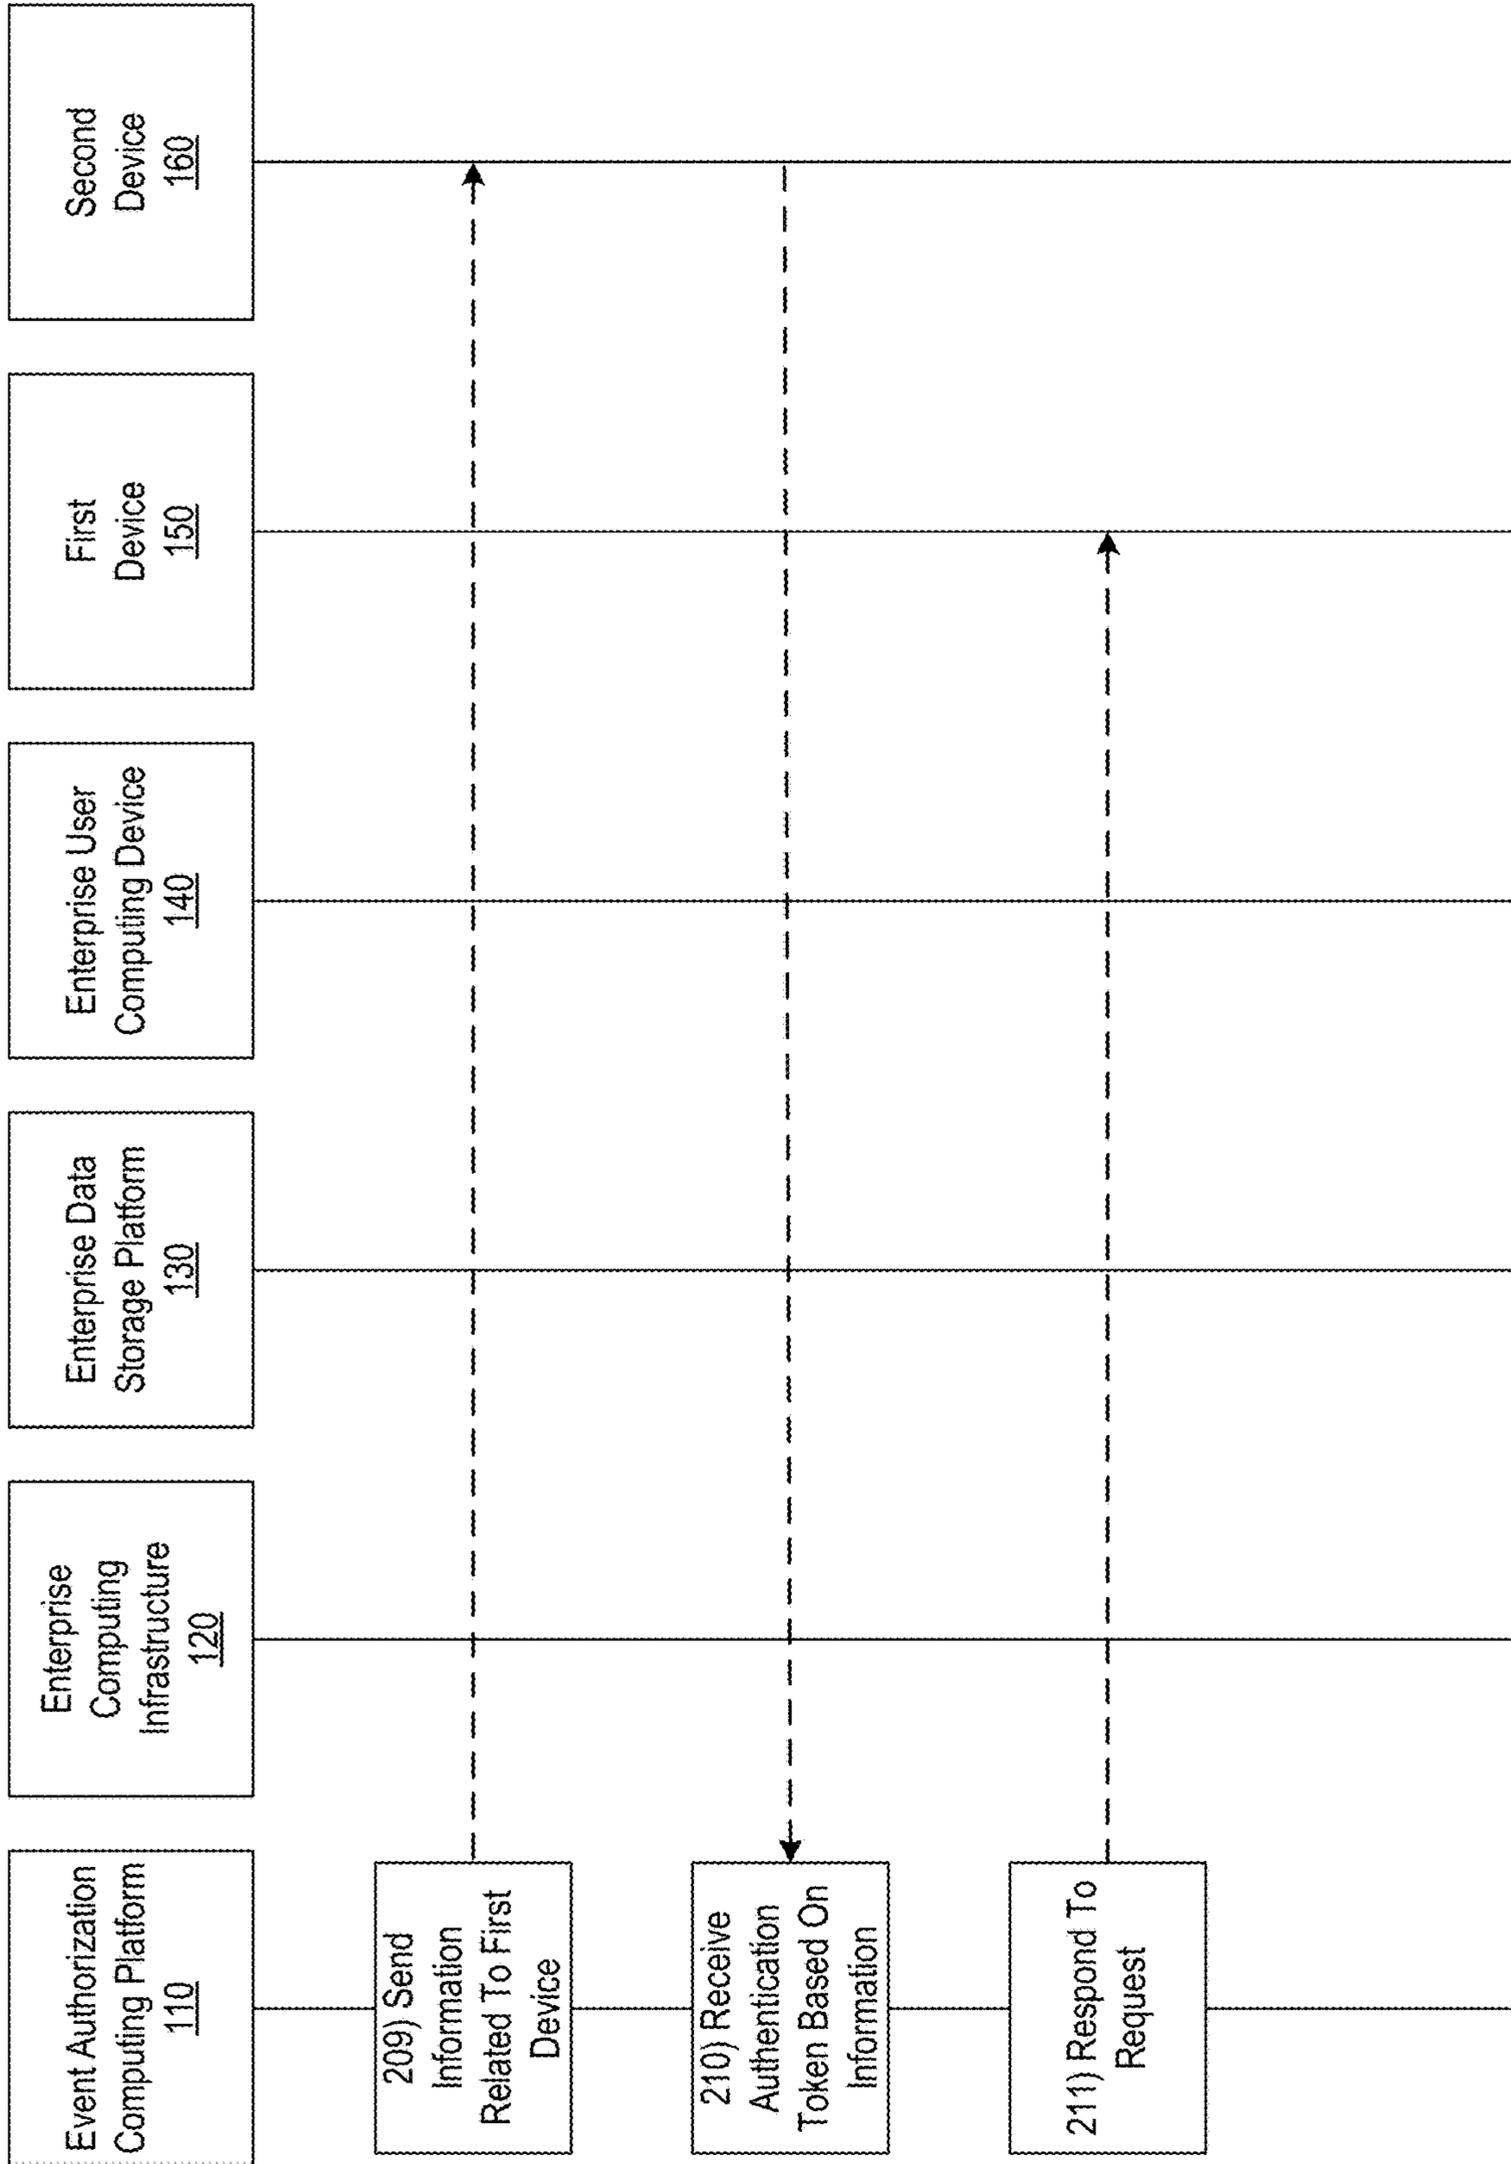 Event Authorization
Computing Platform
110
Enterprise
Computing
Infrastructure
120
Enterprise Data
Storage Platform
130
Enterprise User
Computing Device
140
First
Device
150
Second
Device
160
209) Send
Information
Related To First
Device
210) Receive
Authentication
Token Based On
Information
211) Respond To
Request